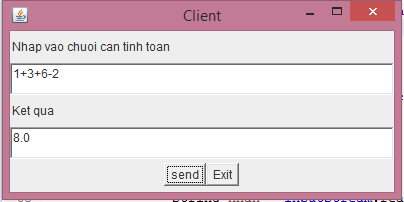 Client
Nhap vao chuoi can tinh toan
1+3+6-2
Ket qua
8.0
send Exit